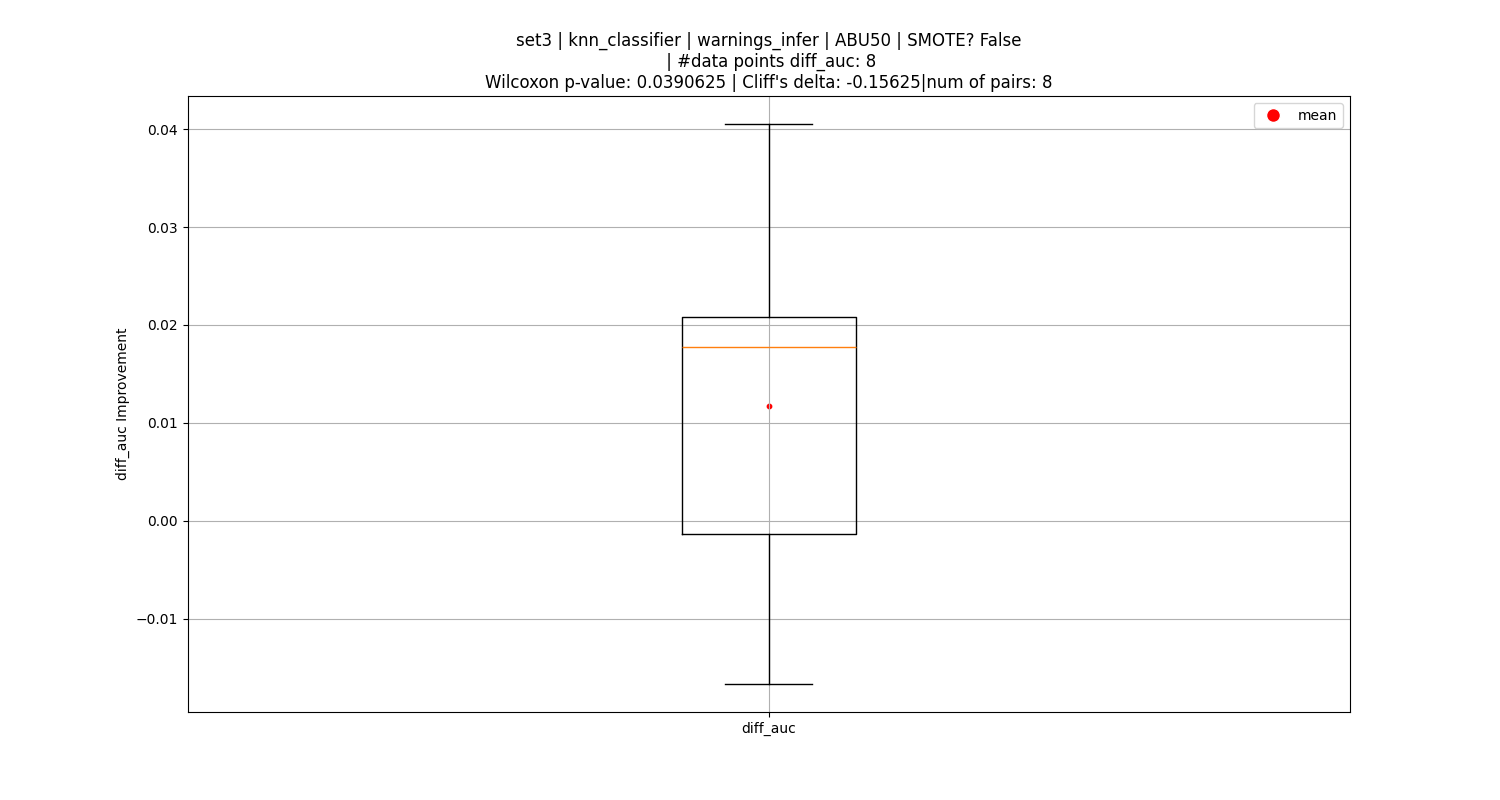 set3 | knn_classifier | warnings_infer | ABU50 | SMOTE? False
| #data points diff_auc: 8
Wilcoxon p-value: 0.0390625 | Cliff's delta: -0.15625|num of pairs: 8
mean
0.04
0.03
0.02
0.01
0.00
−0.01
diff_auc Improvement
diff_auc